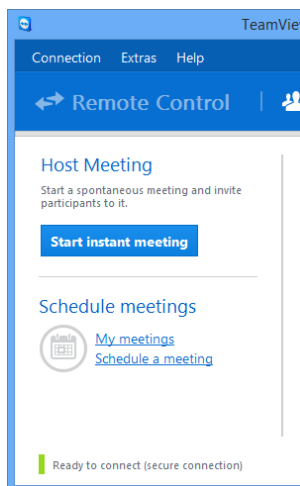 TeamVie
Connection Extras Help
Remote Control
Host Meeting
Start a spontaneous meeting and invite
participants to it.
Start instant meeting
Schedule meetings
My meetings
Schedule a meeting
Ready to connect (secure connection)